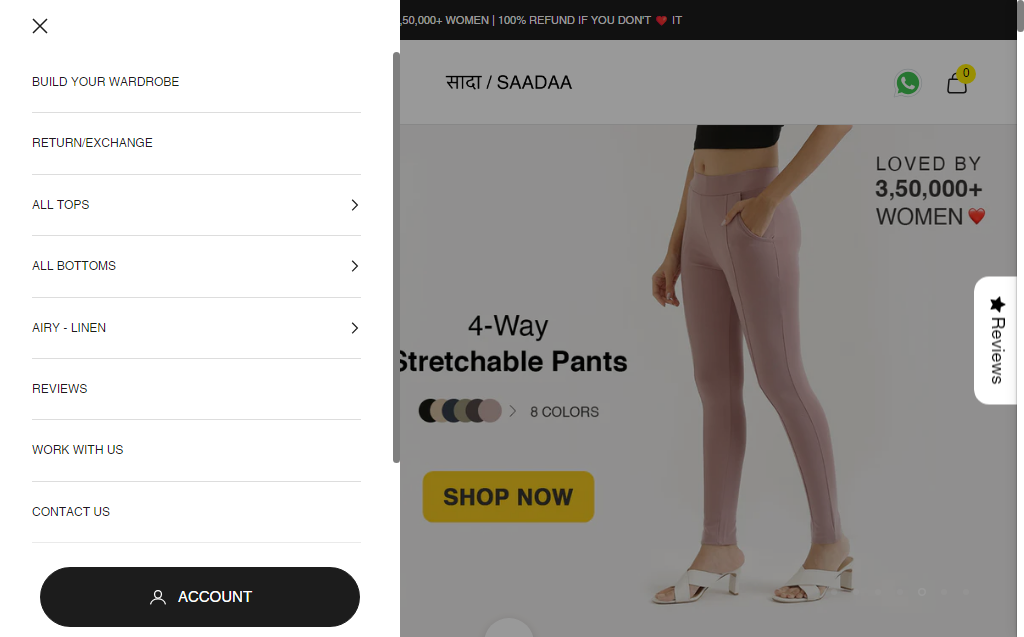 ,50,000+ WOMEN | 100% REFUND IF YOU DON'T ❤️ IT
BUILD YOUR WARDROBE
RETURN/EXCHANGE
ALL TOPS
ALL BOTTOMS
AIRY - LINEN
REVIEWS
WORK WITH US
CONTACT US
ACCOUNT
सादा / SAADAA
0
LOVED BY
3,50,000+
WOMEN ❤️
4-Way
Stretchable Pants
8 COLORS
SHOP NOW
★ Reviews